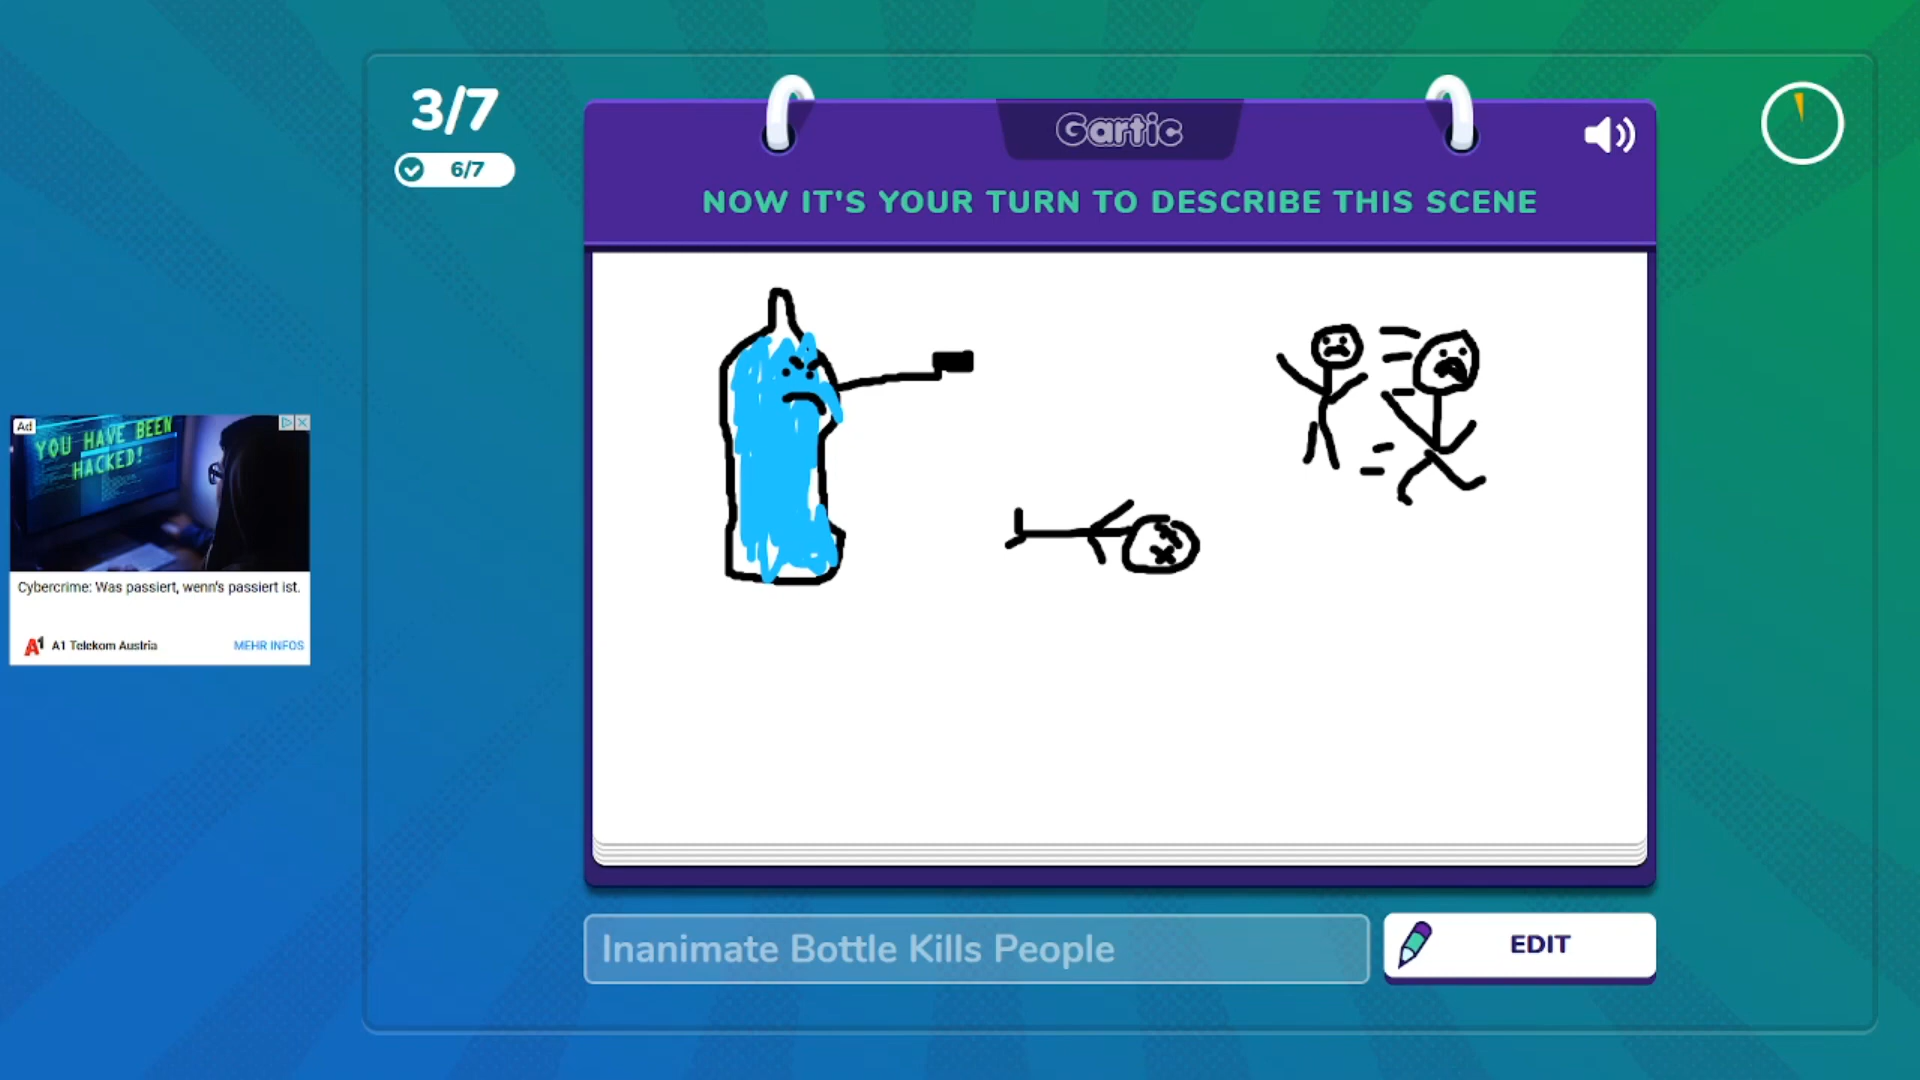 3/7
6/7
Gartic
NOW IT'S YOUR TURN TO DESCRIBE THIS SCENE
Ad
YOU HAVE BEEN
HACKED!
Cybercrime: Was passiert, wenn's passiert ist.
A1 A1 Telekom Austria
MEHR INFOS
Inanimate Bottle Kills People
EDIT